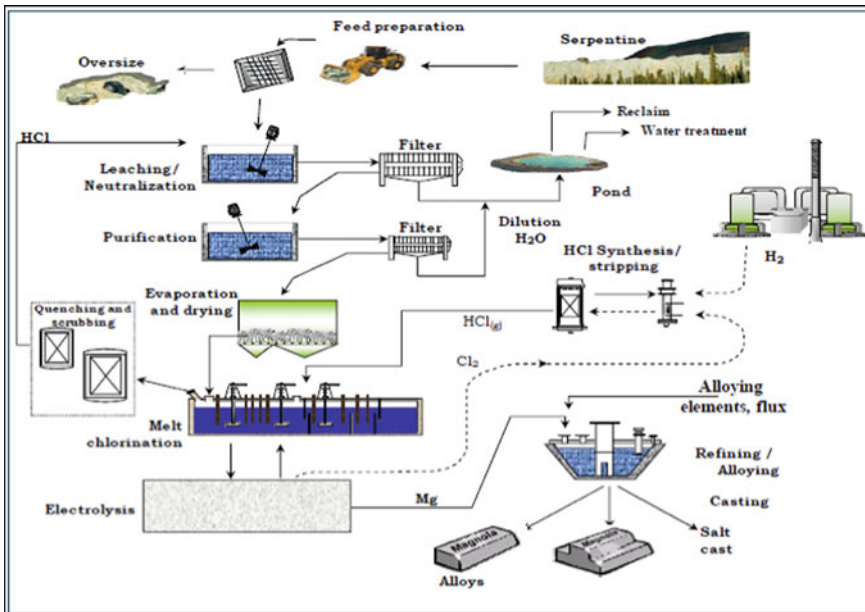 Feed preparation
Serpentine
Oversize
HCl
Reclaim
Water treatment
Leaching/
Neutralization
Filter
Pond
Purification
Filter
Dilution
H₂O
HCl Synthesis/
stripping
H₂
Evaporation
and drying
Quenching and
scrubbing
HCl(g)
Cl₂
Melt
chlorination
Alloying
elements, flux
Refining /
Alloying
Electrolysis
Mg
Casting
Salt
cast
Magnola
Magnola
Alloys